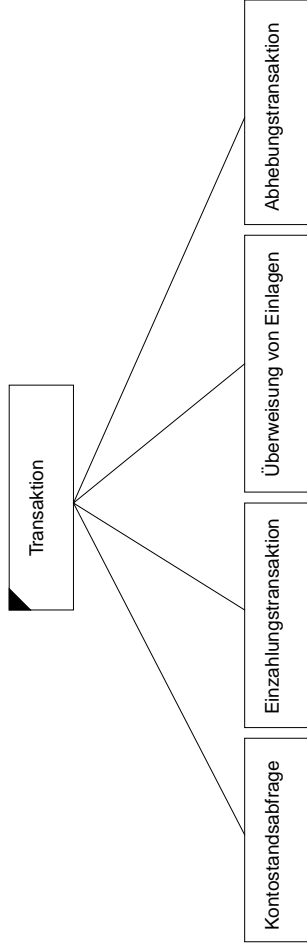 Transaktion
Kontostandsabfrage
Einzahlungstransaktion
Überweisung von Einlagen
Abhebungstransaktion